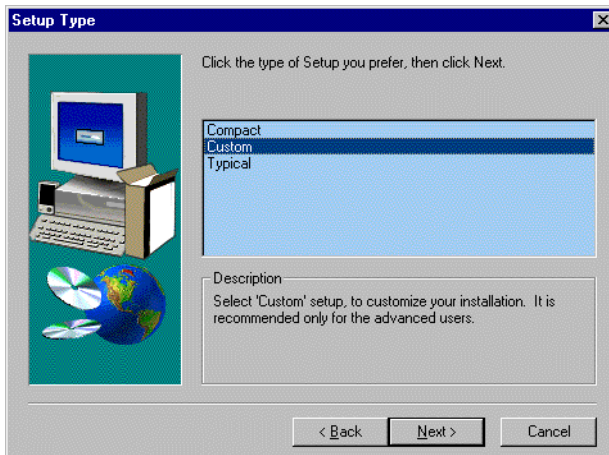 Setup Type
Click the type of Setup you prefer, then click Next.
Compact
Custom
Typical
Description
Select 'Custom' setup, to customize your installation. It is
recommended only for the advanced users.
< Back
Next >
Cancel